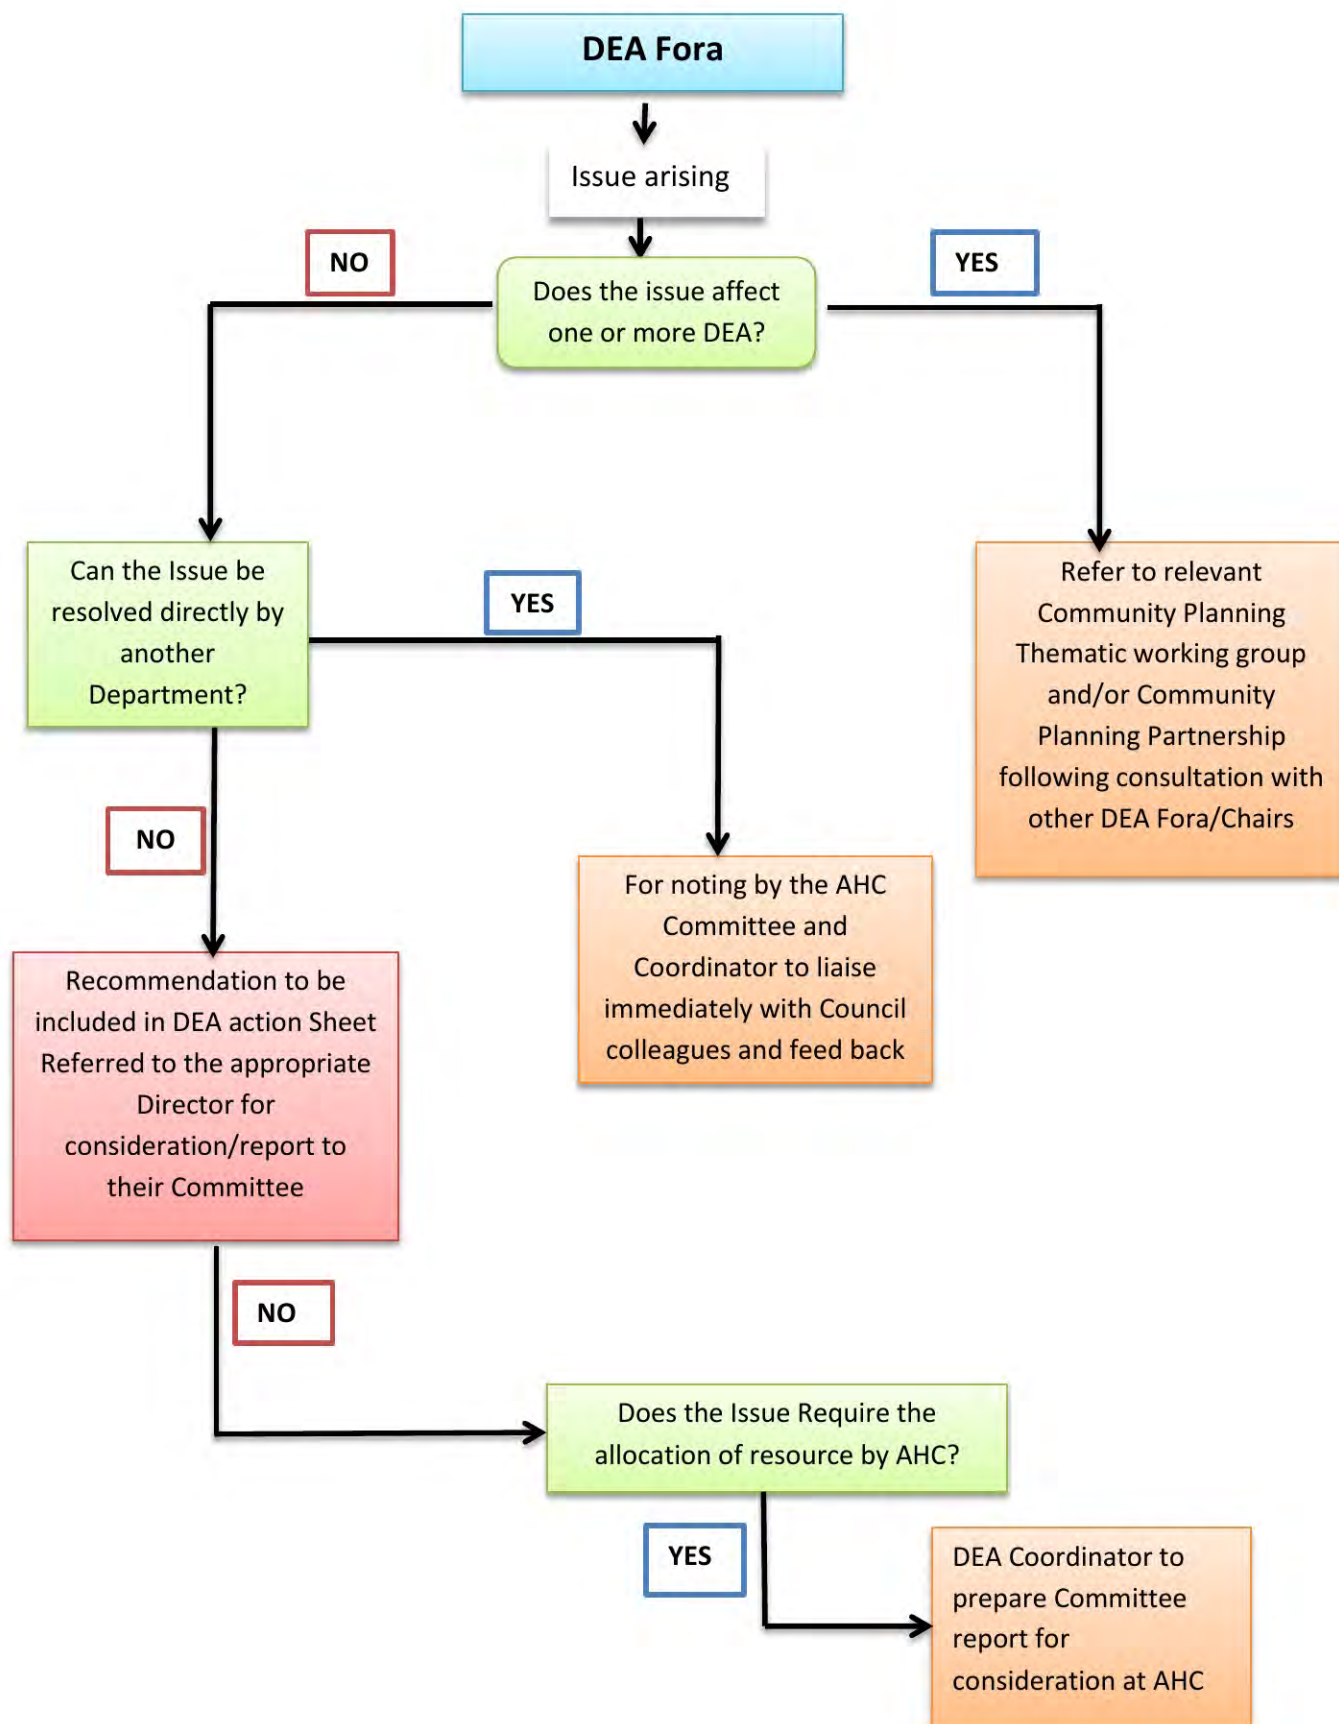 DEA Fora
Issue arising
NO
YES
Does the issue affect
one or more DEA?
Can the Issue be
resolved directly by
another
Department?
YES
Refer to relevant
Community Planning
Thematic working group
and/or Community
Planning Partnership
following consultation with
other DEA Fora/Chairs
NO
For noting by the AHC
Committee and
Coordinator to liaise
immediately with Council
colleagues and feed back
Recommendation to be
included in DEA action Sheet
Referred to the appropriate
Director for
consideration/report to
their Committee
NO
Does the Issue Require the
allocation of resource by AHC?
YES
DEA Coordinator to
prepare Committee
report for
consideration at AHC